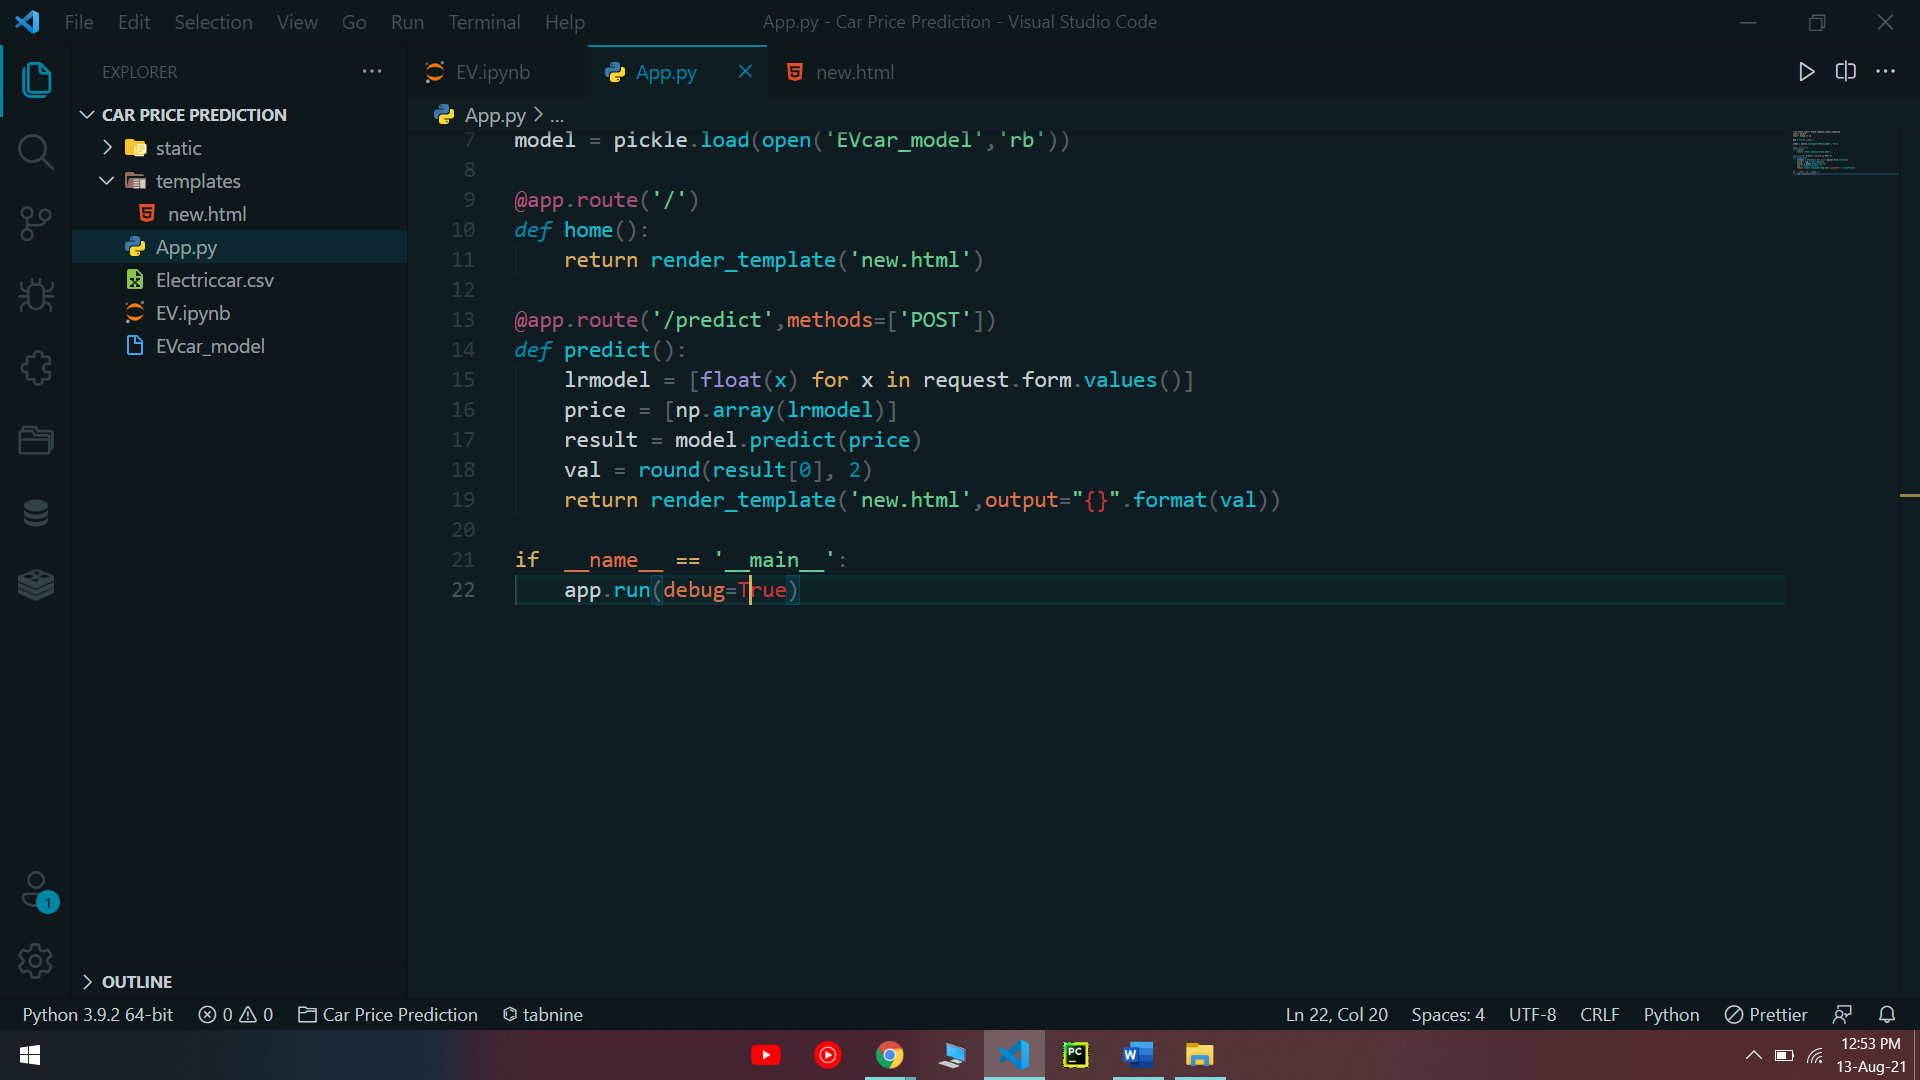 File Edit Selection View Go Run Terminal Help App.py - Car Price Prediction - Visual Studio Code
EXPLORER
EV.ipynb App.py new.html
CAR PRICE PREDICTION
static
templates
new.html
App.py
Electriccar.csv
EV.ipynb
EVcar_model
OUTLINE
App.py > ...
7 model = pickle.load(open('EVcar_model','rb'))
8
9 @app.route('/')
10 def home():
11     return render_template('new.html')
12
13 @app.route('/predict',methods=['POST'])
14 def predict():
15     lrmodel = [float(x) for x in request.form.values()]
16     price = [np.array(lrmodel)]
17     result = model.predict(price)
18     val = round(result[0], 2)
19     return render_template('new.html',output="{}".format(val))
20
21 if  __name__ == '__main__':
22     app.run(debug=True)
1
Python 3.9.2 64-bit 0 0 Car Price Prediction tabnine Ln 22, Col 20 Spaces: 4 UTF-8 CRLF Python Prettier
PC
W
12:53 PM
13-Aug-21